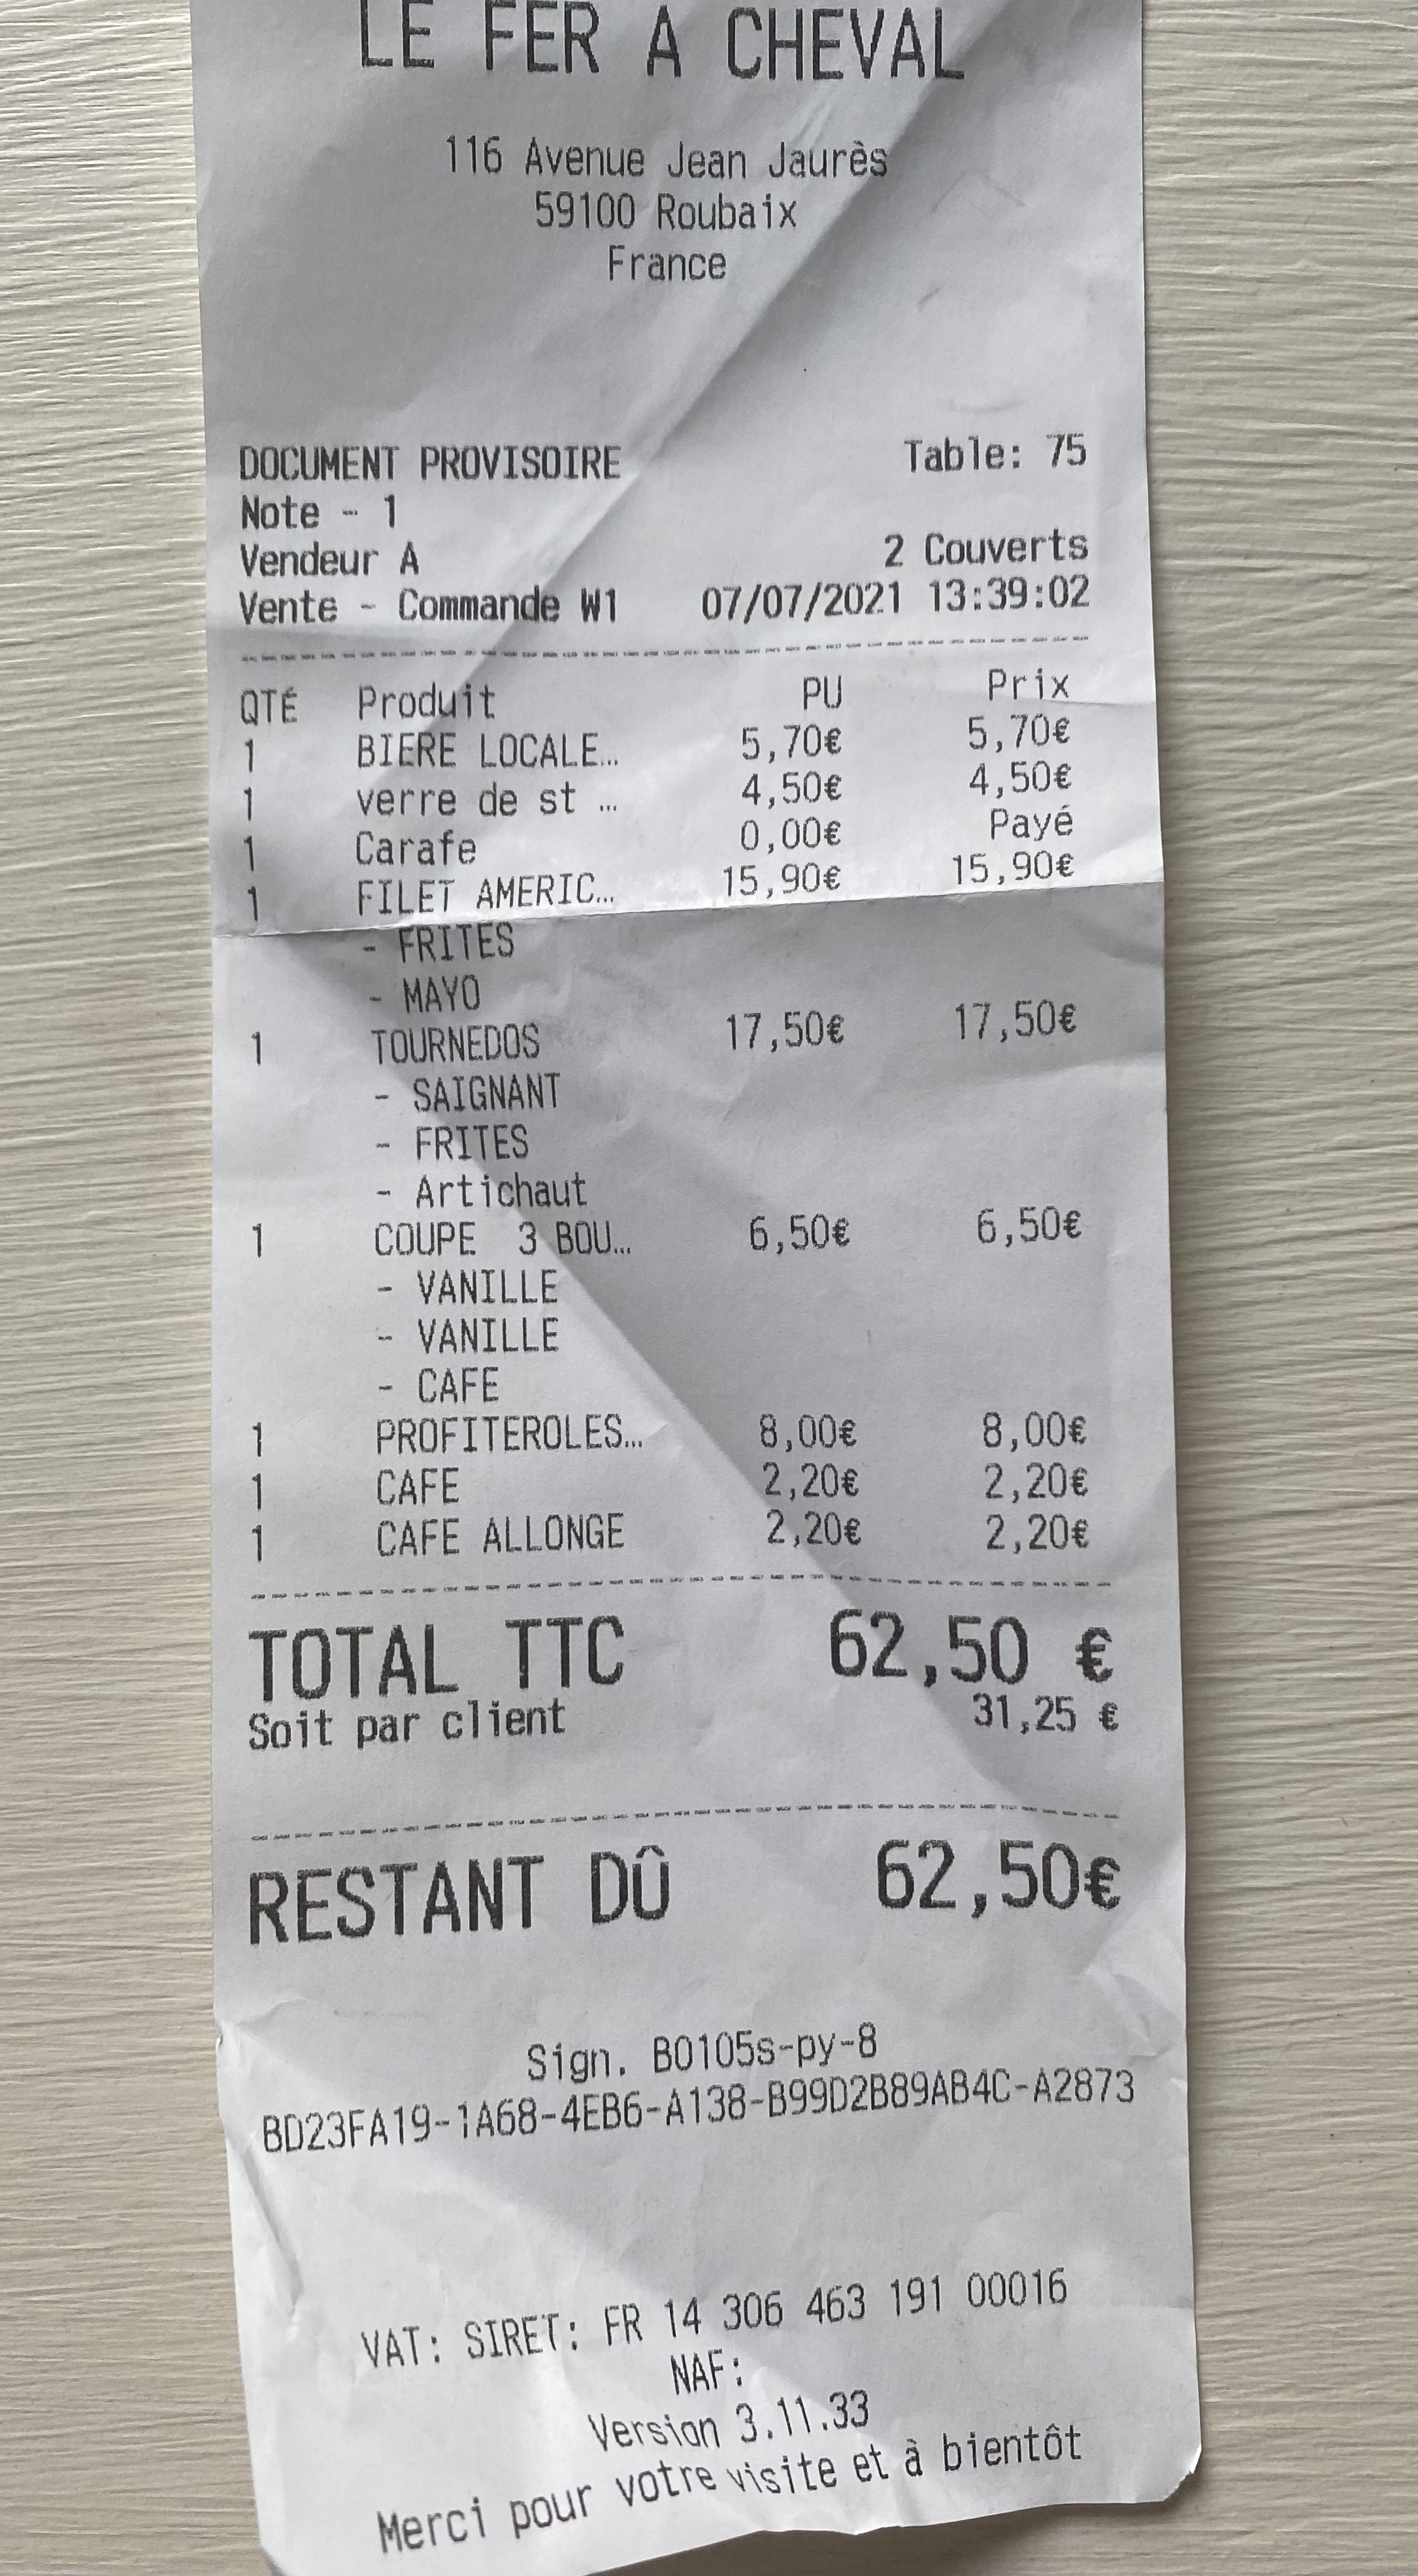 LE FER A CHEVAL
116 Avenue Jean Jaurès
59100 Roubaix
France
DOCUMENT PROVISOIRE Table: 75
Note - 1
Vendeur A 2 Couverts
Vente - Commande W1 07/07/2021 13:39:02
QTÉ Produit PU Prix
1 BIERE LOCALE… 5,70€ 5,70€
1 verre de st … 4,50€ 4,50€
1 Carafe 0,00€ Payé
1 FILET AMERIC… 15,90€ 15,90€
- FRITES
- MAYO
1 TOURNEDOS 17,50€ 17,50€
- SAIGNANT
- FRITES
- Artichaut
1 COUPE 3 BOU… 6,50€ 6,50€
- VANILLE
- VANILLE
- CAFE
1 PROFITEROLES… 8,00€ 8,00€
1 CAFE 2,20€ 2,20€
1 CAFE ALLONGE 2,20€ 2,20€
TOTAL TTC 62,50 €
Soit par client 31,25 €
RESTANT DÛ 62,50€
Sign. B0105s-py-8
BD23FA19-1A68-4EB6-A138-B99D2B89AB4C-A2873
VAT: SIRET: FR 14 306 463 191 00016
NAF:
Version 3.11.33
Merci pour votre visite et à bientôt